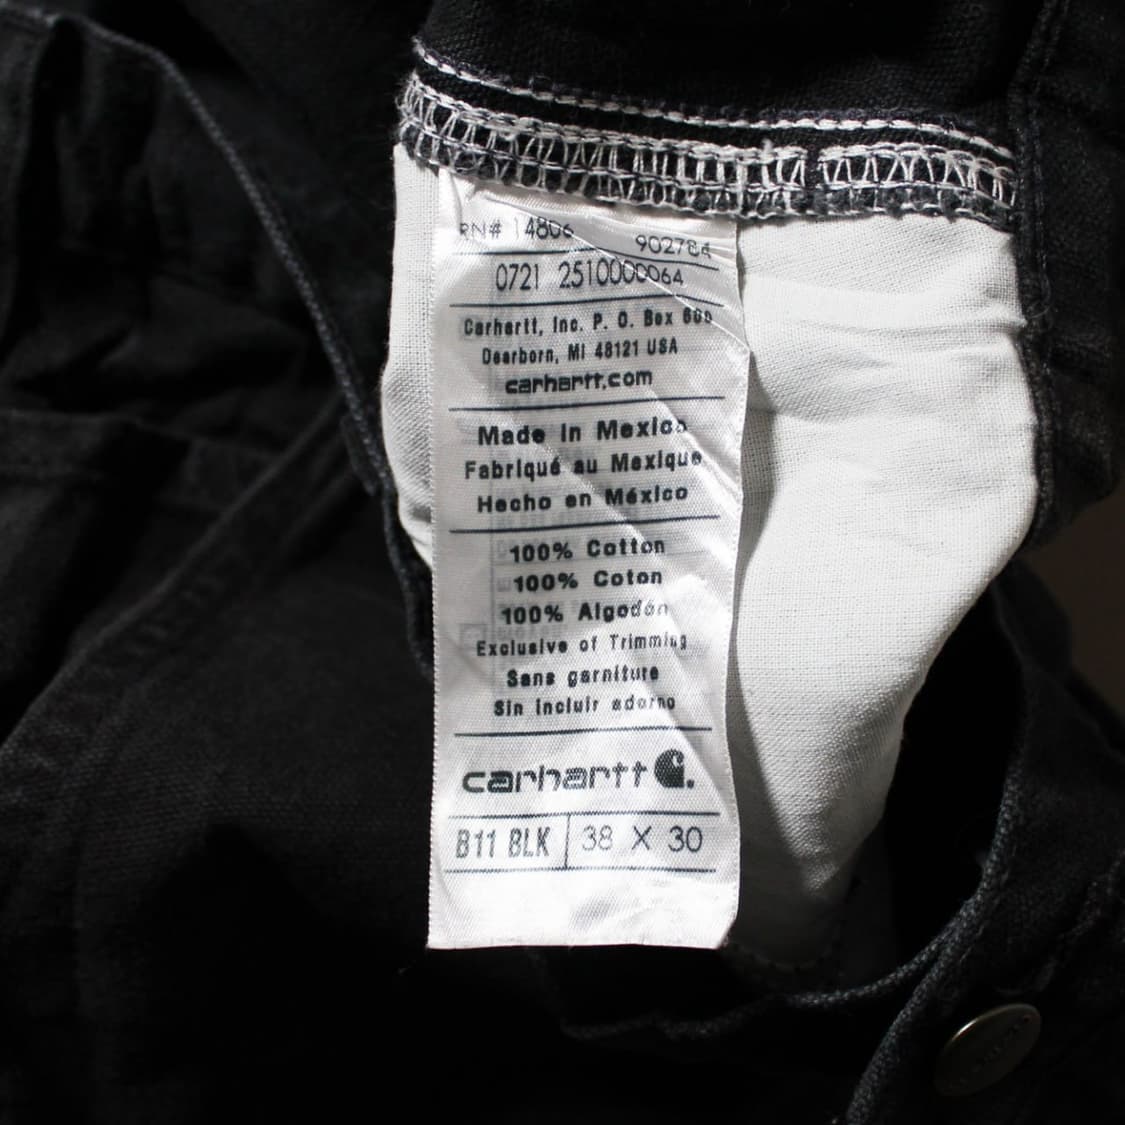 RN# 14806 902784
0721 2510000064
Carhartt, Inc. P. O. Box 600
Dearborn, MI 48121 USA
carhartt.com
Made in Mexico
Fabriqué au Mexique
Hecho en México
100% Cotton
100% Coton
100% Algodón
Exclusive of Trimming
Sans garniture
Sin incluir adorno
carhartt
B11 BLK 38 X 30